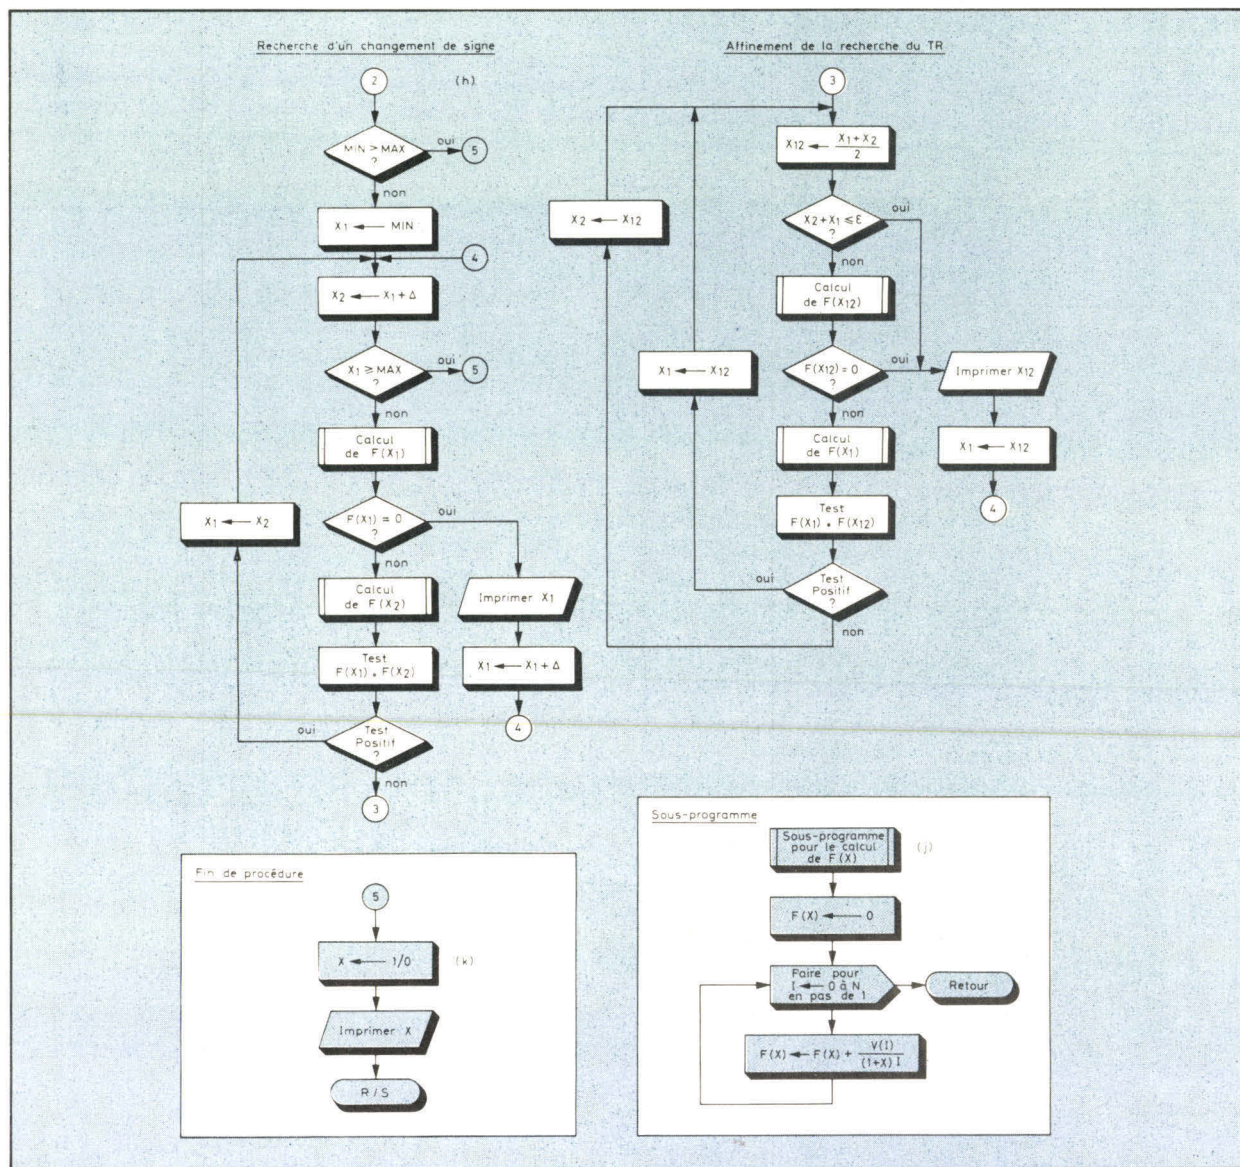 Recherche d'un changement de signe
2
(h)
MIN > MAX
?
oui
5
non
X1 ← MIN
4
X2 ← X1 + Δ
X1 ≥ MAX
?
oui
5
non
Calcul
de F(X1)
X1 ← X2
F(X1) = 0
?
oui
non
Calcul
de F(X2)
Imprimer X1
Test
F(X1) * F(X2)
X1 ← X1 + Δ
4
oui
Test
Positif
?
non
3
Affinement de la recherche du TR
3
X12 ← X1 + X2
2
X2 ← X12
X2 + X1 ≤ ε
?
oui
non
Calcul
de F(X12)
X1 ← X12
F(X12) = 0
?
oui
Imprimer X12
non
Calcul
de F(X1)
X1 ← X12
Test
F(X1) * F(X12)
4
oui
Test
Positif
?
non
Fin de procédure
5
X ← 1/0
(k)
Imprimer X
R / S
Sous-programme
Sous-programme
pour le calcul
de F(X)
(j)
F(X) ← 0
Faire pour
I ← 0 à N
en pas de 1
Retour
F(X) ← F(X) + V(I)
(1+X) I